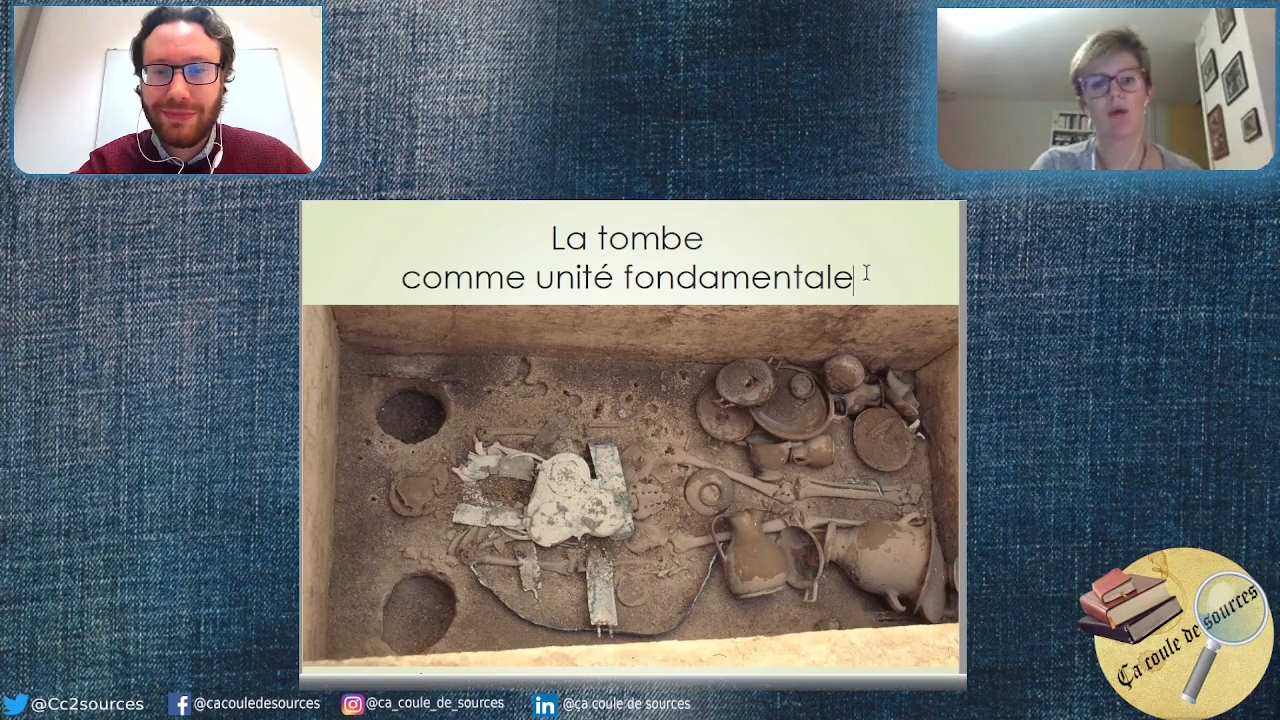 La tombe
comme unité fondamentale
Ça coule de sources
@Cc2sources
@cacouledesources
@ca_coule_de_sources
@ça coule de sources